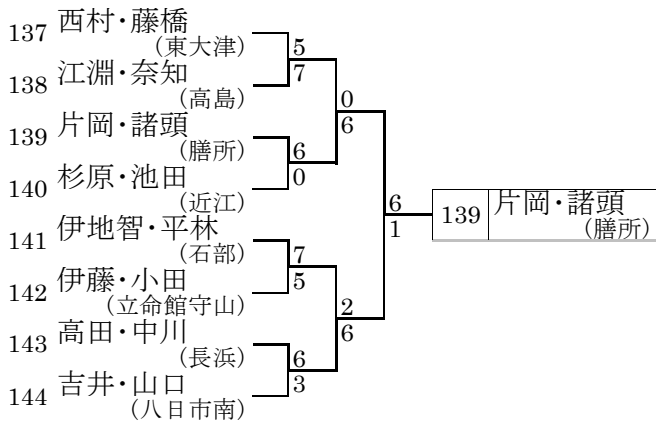 137 西村・藤橋
(東大津)
5
7
138 江淵・奈知
(高島)
0
6
139 片岡・諸頭
(膳所)
6
0
140 杉原・池田
(近江)
6
1
139 片岡・諸頭
(膳所)
141 伊地智・平林
(石部)
7
5
142 伊藤・小田
(立命館守山)
2
6
143 高田・中川
(長浜)
6
3
144 吉井・山口
(八日市南)